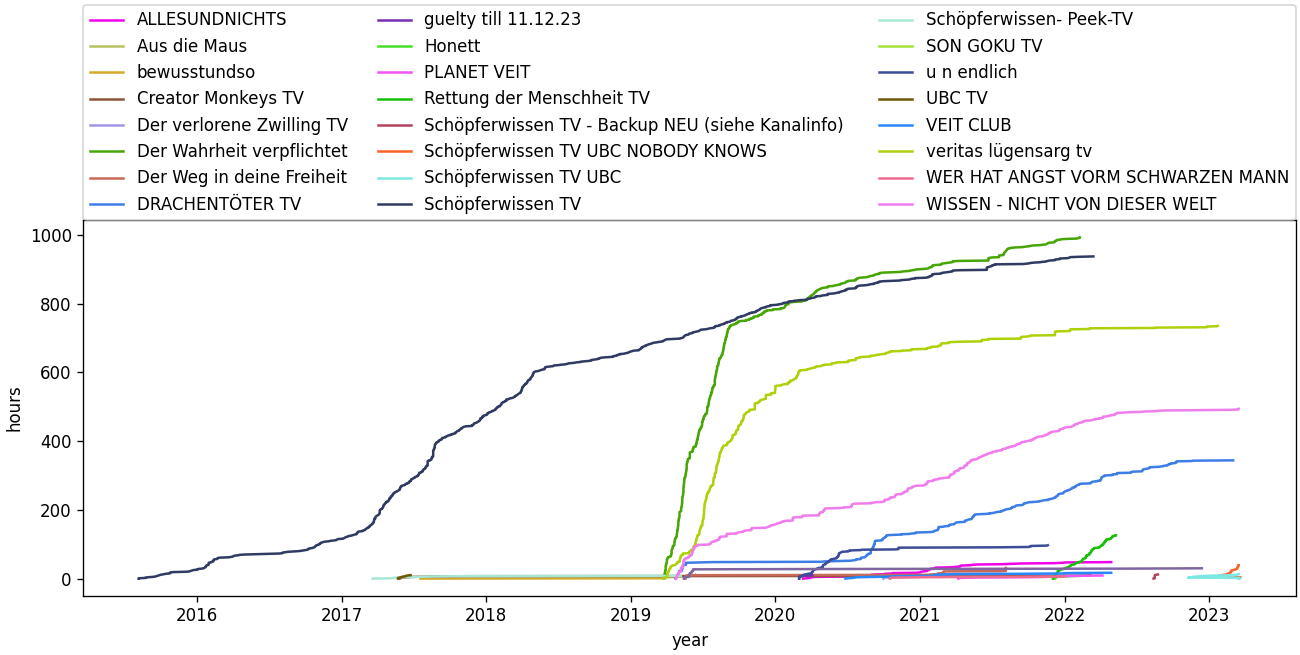 ALLESUNDNICHTS
Aus die Maus
bewusstundso
Creator Monkeys TV
Der verlorene Zwilling TV
Der Wahrheit verpflichtet
Der Weg in deine Freiheit
DRACHENTÖTER TV
guelty till 11.12.23
Honett
PLANET VEIT
Rettung der Menschheit TV
Schöpferwissen TV - Backup NEU (siehe Kanalinfo)
Schöpferwissen TV UBC NOBODY KNOWS
Schöpferwissen TV UBC
Schöpferwissen TV
Schöpferwissen- Peek-TV
SON GOKU TV
u n endlich
UBC TV
VEIT CLUB
veritas lügensarg tv
WER HAT ANGST VORM SCHWARZEN MANN
WISSEN - NICHT VON DIESER WELT
1000
800
600
400
200
0
hours
2016 2017 2018 2019 2020 2021 2022 2023
year